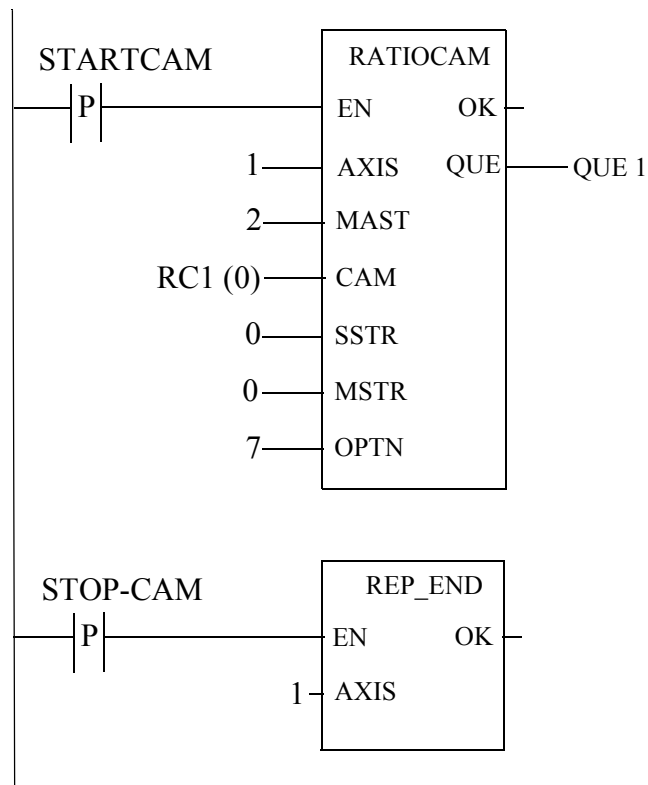 STARTCAM
RATIOCAM
P
EN OK
1 AXIS QUE QUE 1
2 MAST
RC1 (0) CAM
0 SSTR
0 MSTR
7 OPTN
STOP-CAM
REP_END
P
EN OK
1 AXIS